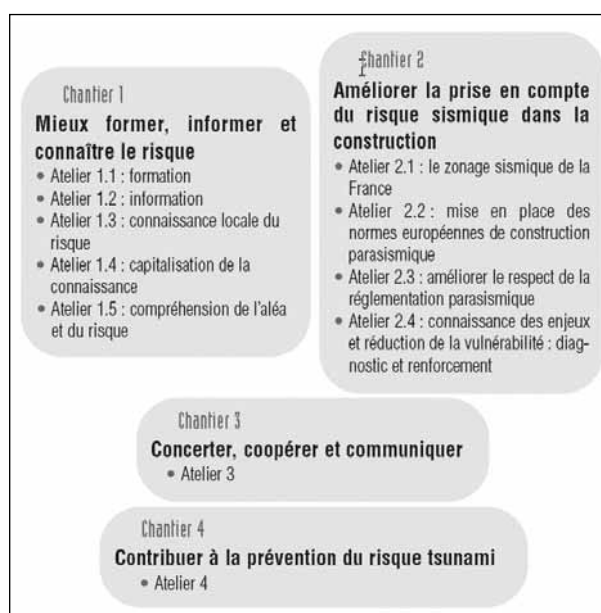 Chantier 1
Mieux former, informer et
connaître le risque
• Atelier 1.1 : formation
• Atelier 1.2 : information
• Atelier 1.3 : connaissance locale du
risque
• Atelier 1.4 : capitalisation de la
connaissance
• Atelier 1.5 : compréhension de l'aléa
et du risque
Chantier 2
Améliorer la prise en compte
du risque sismique dans la
construction
• Atelier 2.1 : le zonage sismique de la
France
• Atelier 2.2 : mise en place des
normes européennes de construction
parasismique
• Atelier 2.3 : améliorer le respect de la
réglementation parasismique
• Atelier 2.4 : connaissance des enjeux
et réduction de la vulnérabilité : diag-
nostic et renforcement
Chantier 3
Concerter, coopérer et communiquer
• Atelier 3
Chantier 4
Contribuer à la prévention du risque tsunami
• Atelier 4